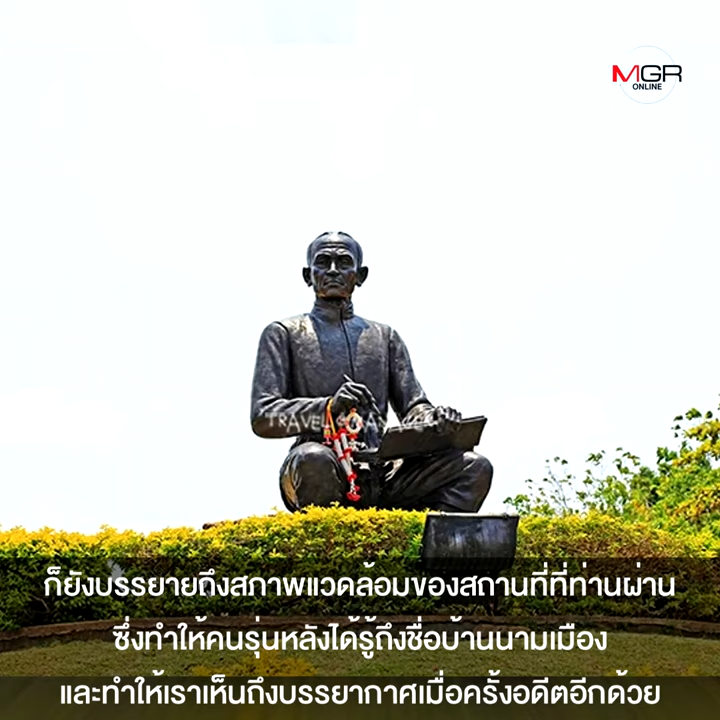 MGR
ONLINE
TRAVEL
ก็ยังบรรยายถึงสภาพแวดล้อมของสถานที่ที่ท่านผ่าน
ซึ่งทำให้คนรุ่นหลังได้รู้ถึงชื่อบ้านนามเมือง
และทำให้เราเห็นถึงบรรยากาศเมื่อครั้งอดีตอีกด้วย